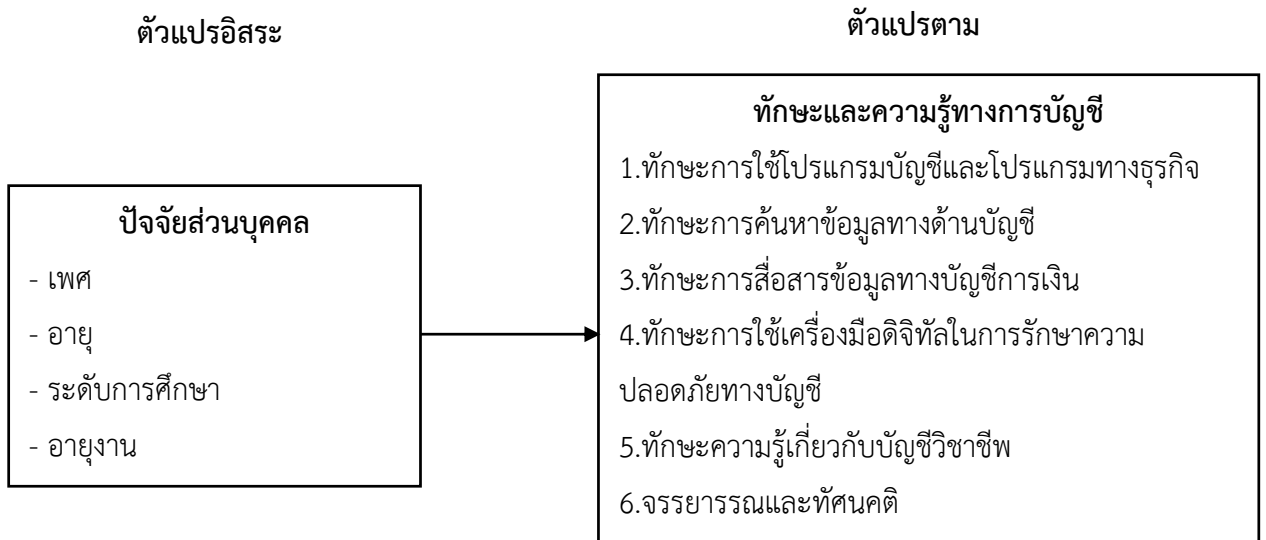 ตัวแปรอิสระ
ตัวแปรตาม
ปัจจัยส่วนบุคคล
- เพศ
- อายุ
- ระดับการศึกษา
- อายุงาน
ทักษะและความรู้ทางการบัญชี
1.ทักษะการใช้โปรแกรมบัญชีและโปรแกรมทางธุรกิจ
2.ทักษะการค้นหาข้อมูลทางด้านบัญชี
3.ทักษะการสื่อสารข้อมูลทางบัญชีการเงิน
4.ทักษะการใช้เครื่องมือดิจิทัลในการรักษาความ
ปลอดภัยทางบัญชี
5.ทักษะความรู้เกี่ยวกับบัญชีวิชาชีพ
6.จรรยารรณและทัศนคติ